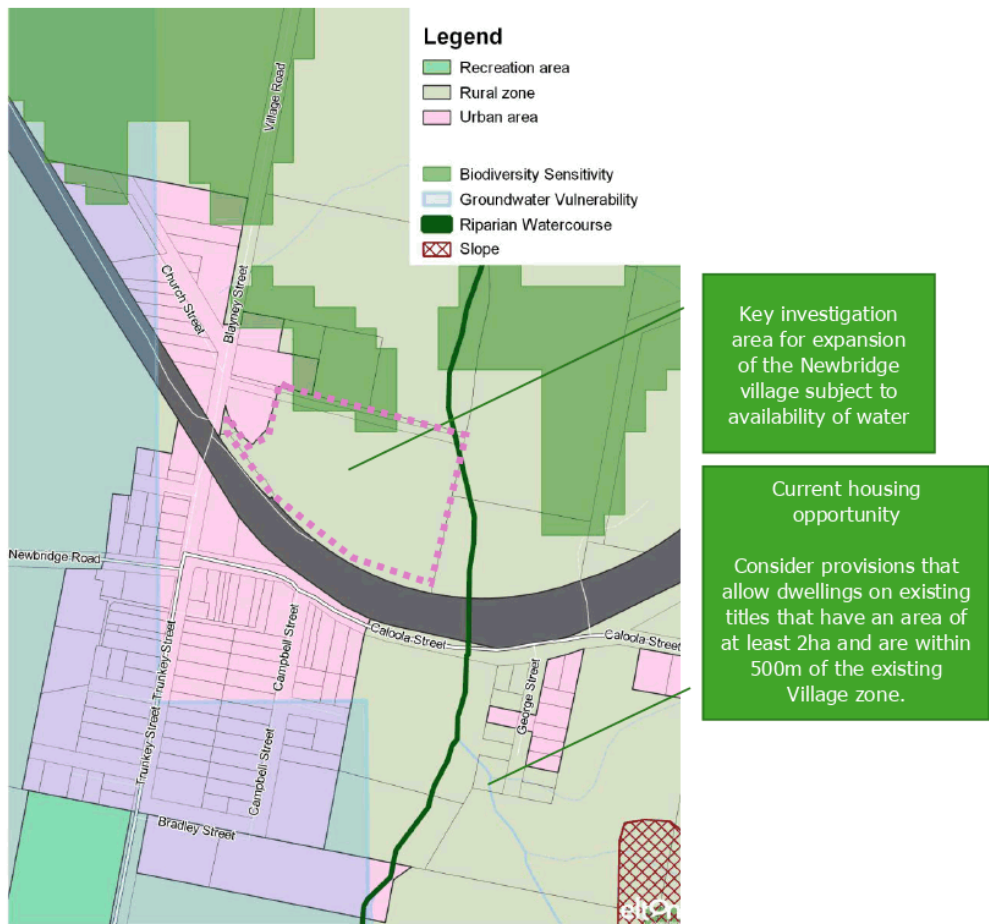 Legend
Recreation area
Rural zone
Urban area
Biodiversity Sensitivity
Groundwater Vulnerability
Riparian Watercourse
Slope
Village Road
Church Street
Blayney Street
Key investigation
area for expansion
of the Newbridge
village subject to
availability of water
Current housing
opportunity
Consider provisions that
allow dwellings on existing
titles that have an area of
at least 2ha and are within
500m of the existing
Village zone.
Newbridge Road
Caloola Street
Caloola Street
Campbell Street
George Street
Trunkey Street
Trunkey Street
Campbell Street
Bradley Street